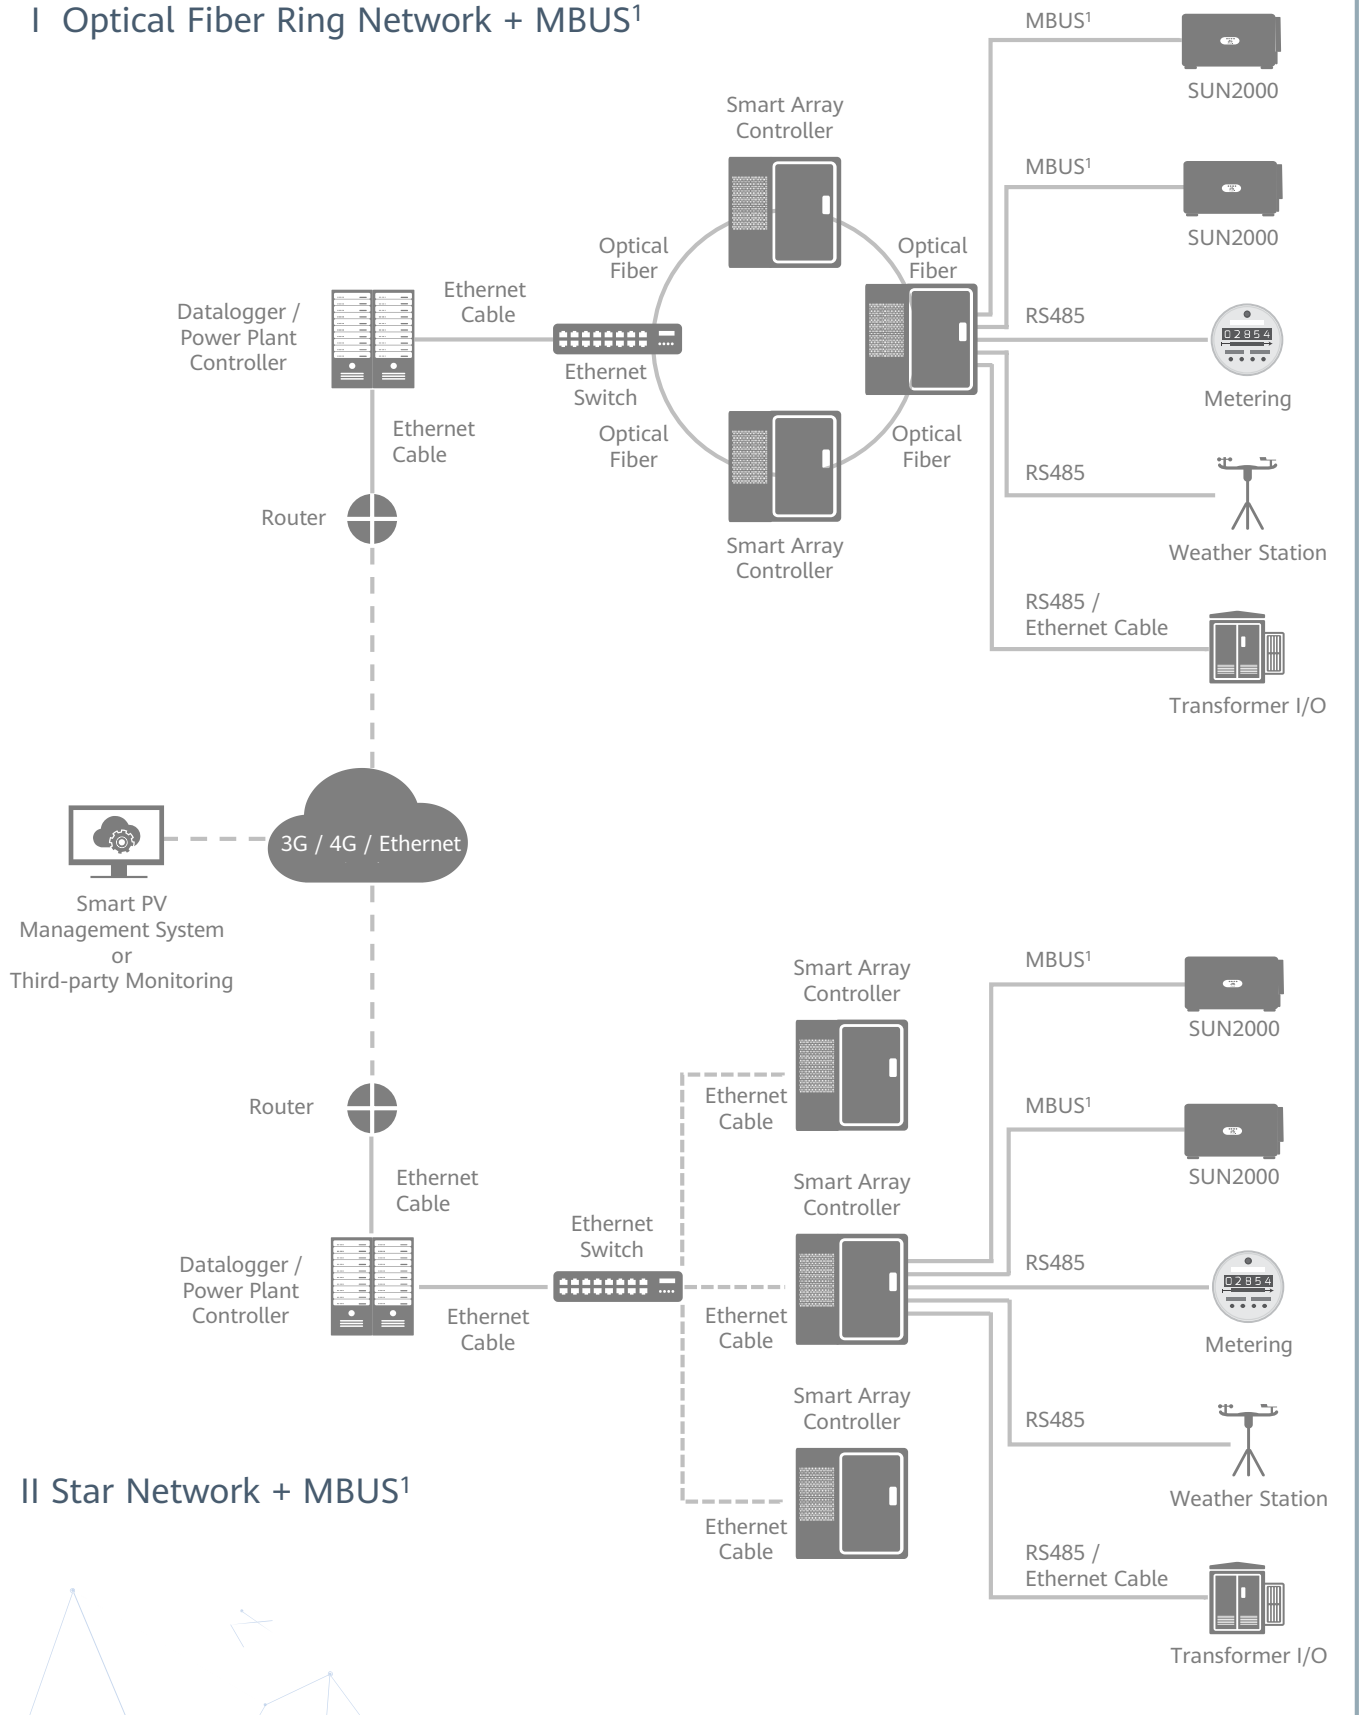 I Optical Fiber Ring Network + MBUS¹
MBUS¹
SUN2000
Smart Array
Controller
MBUS¹
SUN2000
Optical
Fiber
Optical
Fiber
Ethernet
Cable
Datalogger /
Power Plant
Controller
RS485
02854
Metering
Ethernet
Switch
Ethernet
Cable
Optical
Fiber
Optical
Fiber
RS485
Weather Station
Router
Smart Array
Controller
RS485 /
Ethernet Cable
Transformer I/O
3G / 4G / Ethernet
Smart PV
Management System
or
Third-party Monitoring
Smart Array
Controller
MBUS¹
SUN2000
Router
Ethernet
Cable
MBUS¹
SUN2000
Ethernet
Cable
Smart Array
Controller
Ethernet
Switch
Datalogger /
Power Plant
Controller
Ethernet
Cable
Ethernet
Cable
RS485
02854
Metering
Smart Array
Controller
RS485
Weather Station
II Star Network + MBUS¹
Ethernet
Cable
RS485 /
Ethernet Cable
Transformer I/O